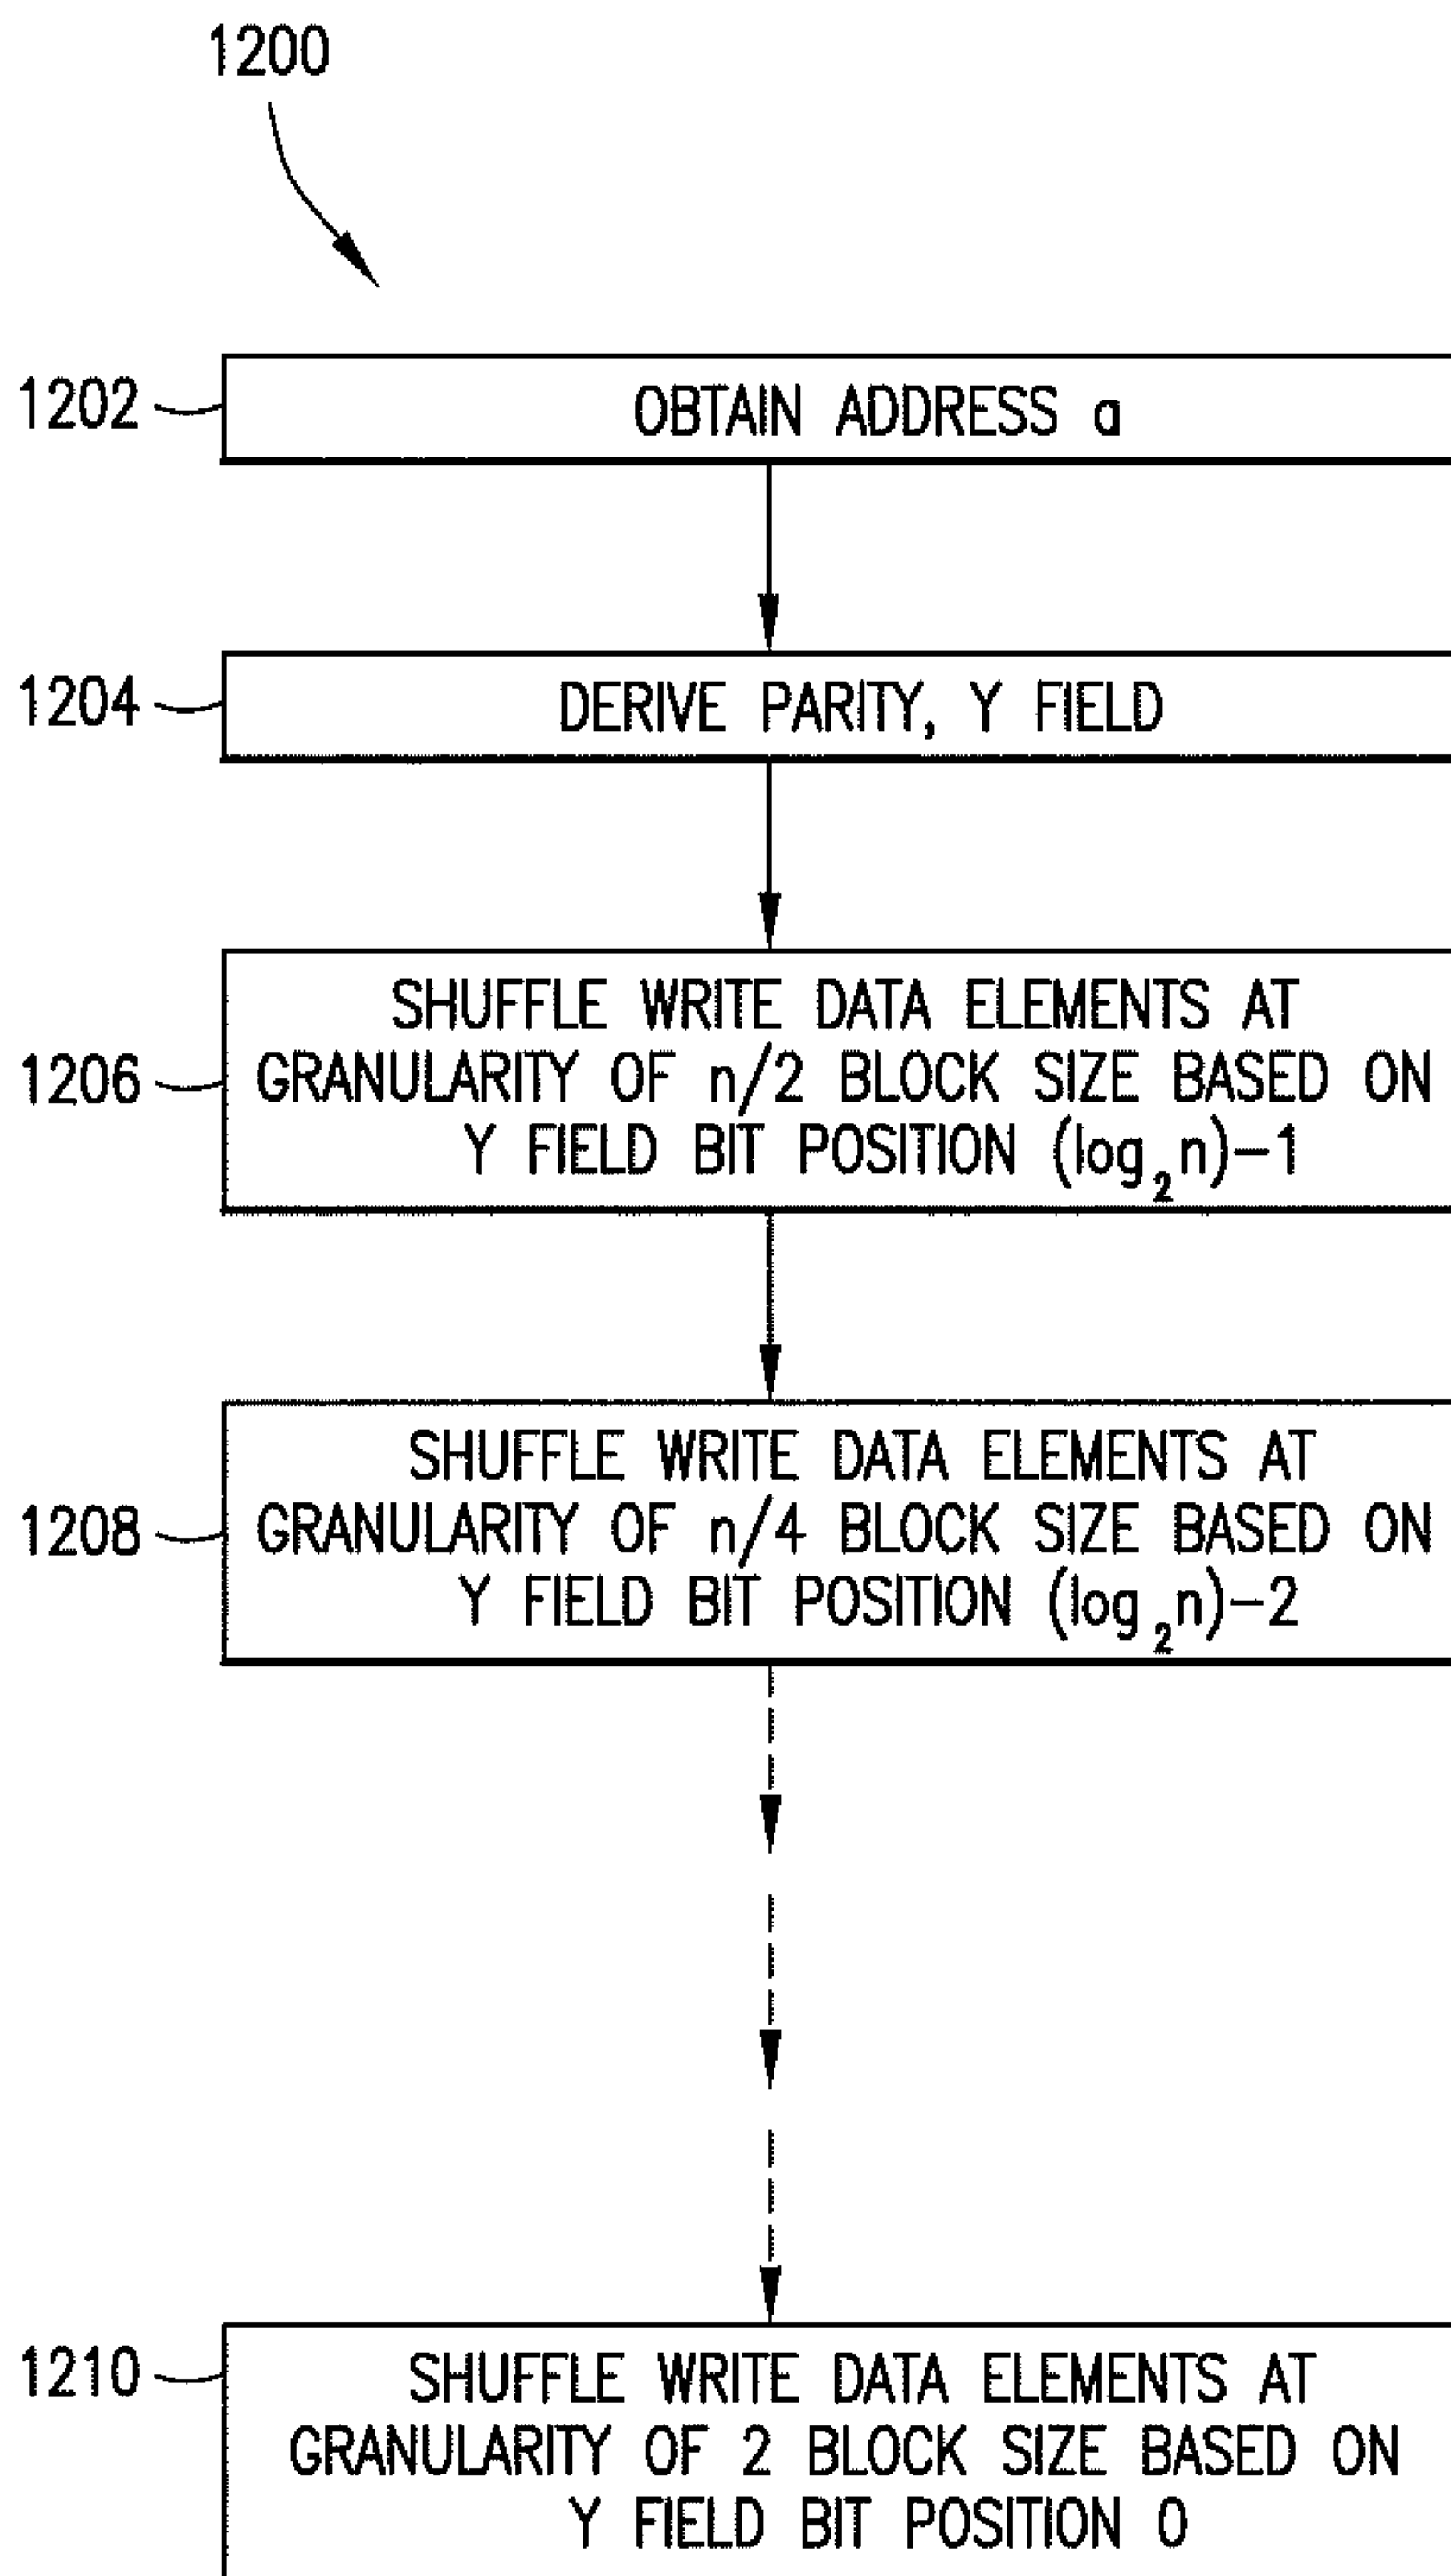 1200
1202
OBTAIN ADDRESS a
1204
DERIVE PARITY, Y FIELD
SHUFFLE WRITE DATA ELEMENTS AT
1206
GRANULARITY OF n/2 BLOCK SIZE BASED ON
Y FIELD BIT POSITION (log₂n)-1
SHUFFLE WRITE DATA ELEMENTS AT
1208
GRANULARITY OF n/4 BLOCK SIZE BASED ON
Y FIELD BIT POSITION (log₂n)-2
1210
SHUFFLE WRITE DATA ELEMENTS AT
GRANULARITY OF 2 BLOCK SIZE BASED ON
Y FIELD BIT POSITION 0